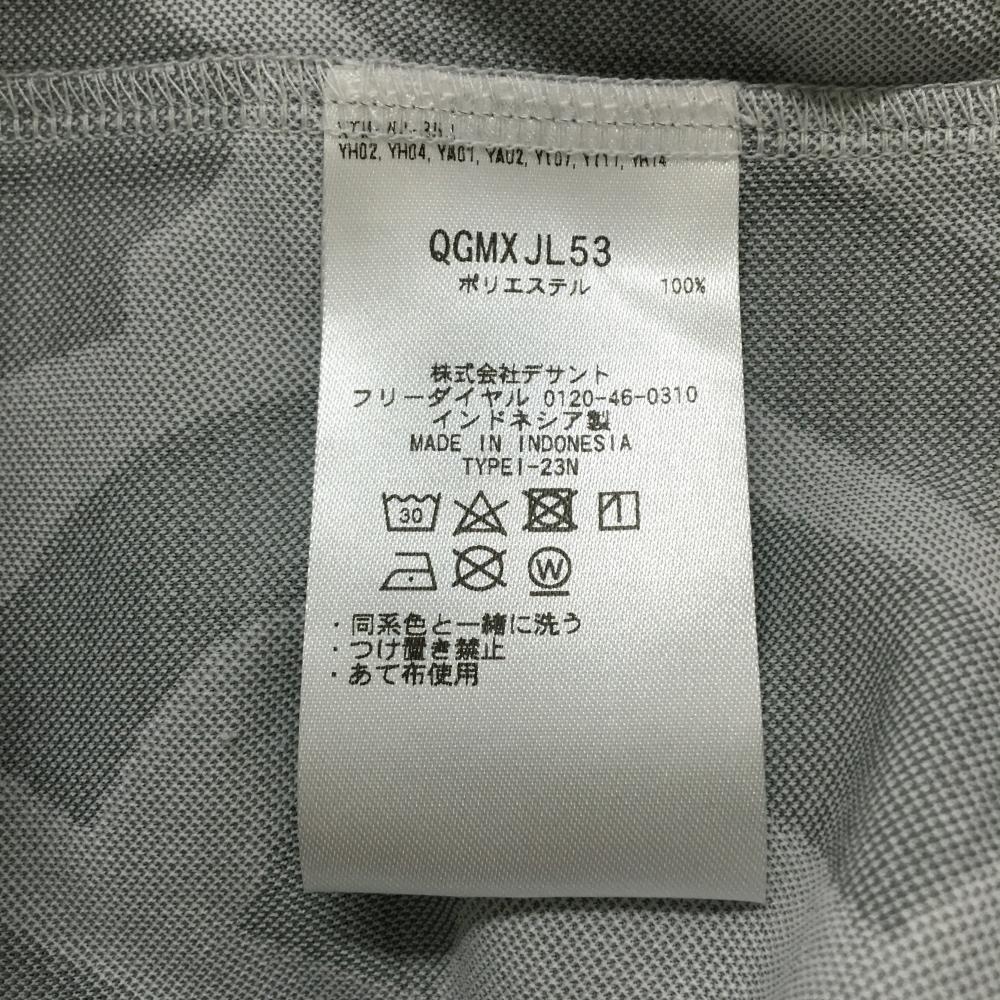 YH02, YH04, YA01, YA02,
QGMXJL53
ポリエステル 100%
株式会社デサント
フリーダイヤル 0120-46-0310
インドネシア製
MADE IN INDONESIA
TYPEI-23N
30
W
・同系色と一緒に洗う
・つけ置き禁止
・あて布使用